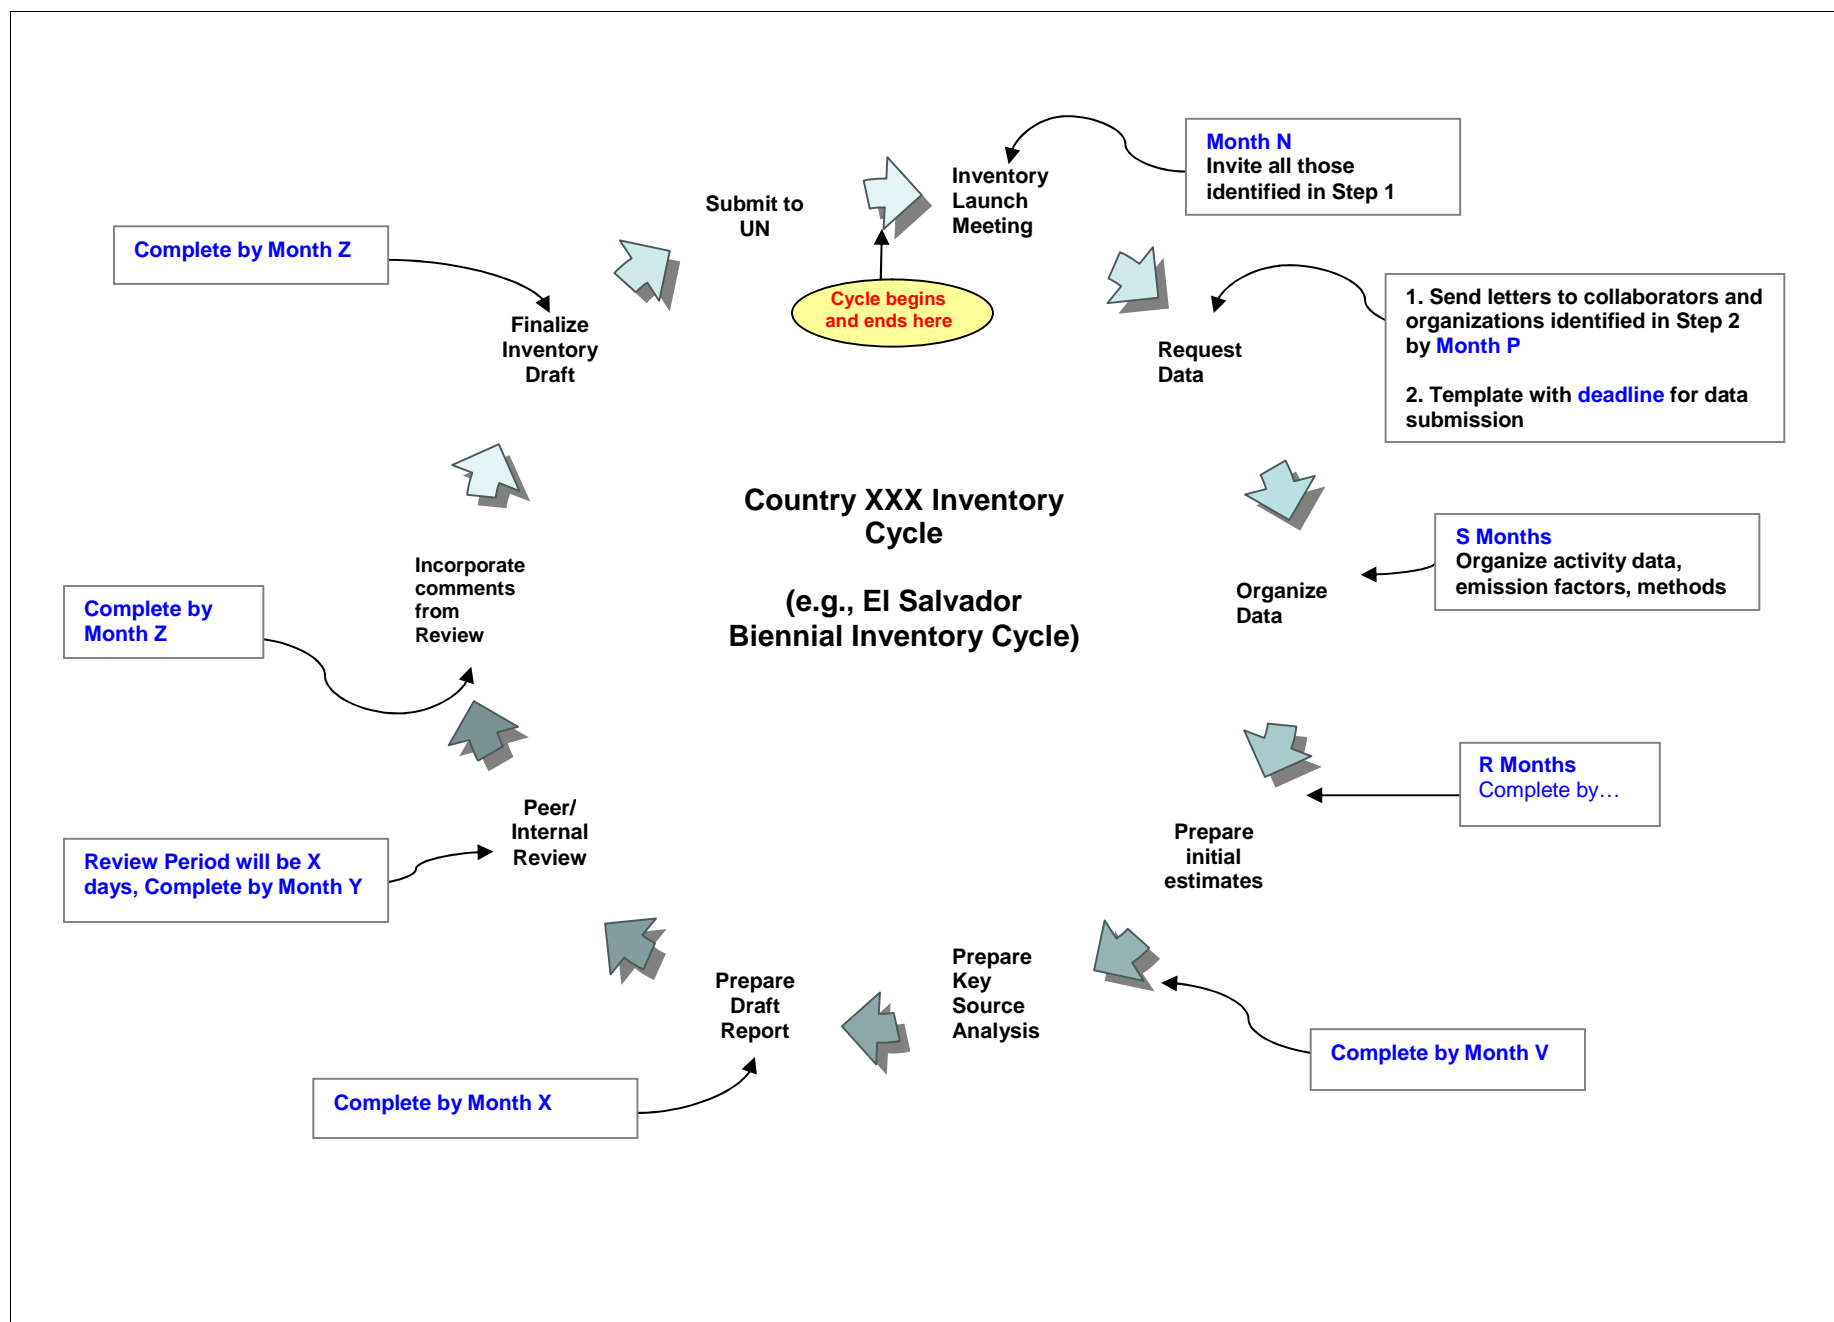 Month N
Invite all those
identified in Step 1
Inventory
Launch
Meeting
Submit to
UN
Complete by Month Z
Cycle begins
and ends here
1. Send letters to collaborators and
organizations identified in Step 2
by Month P
2. Template with deadline for data
submission
Finalize
Inventory
Draft
Request
Data
Country XXX Inventory
Cycle
(e.g., El Salvador
Biennial Inventory Cycle)
S Months
Organize activity data,
emission factors, methods
Organize
Data
Incorporate
comments
from
Review
Complete by
Month Z
R Months
Complete by…
Prepare
initial
estimates
Peer/
Internal
Review
Review Period will be X
days, Complete by Month Y
Prepare
Key
Source
Analysis
Prepare
Draft
Report
Complete by Month V
Complete by Month X